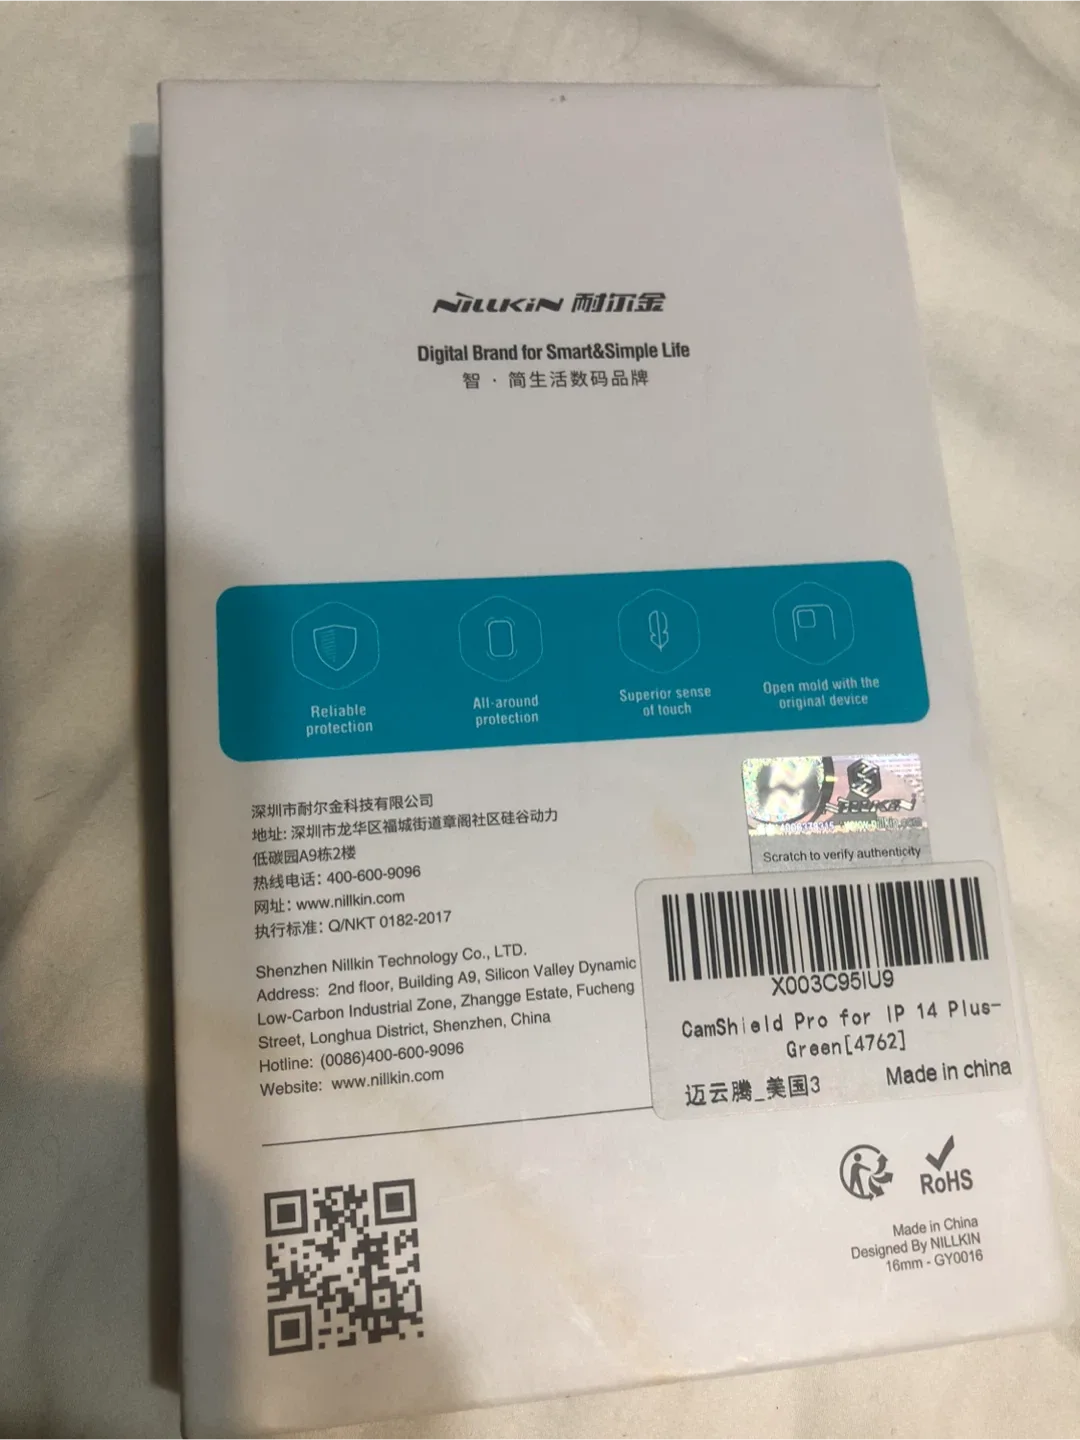 NILLKIN 耐尔金
Digital Brand for Smart&Simple Life
智 · 简生活数码品牌
Reliable
protection
All-around
protection
Superior sense
of touch
Open mold with the
original device
深圳市耐尔金科技有限公司
地址: 深圳市龙华区福城街道章阁社区硅谷动力
低碳园A9栋2楼
热线电话: 400-600-9096
网址: www.nillkin.com
执行标准: Q/NKT 0182-2017
Shenzhen Nillkin Technology Co., LTD.
Address: 2nd floor, Building A9, Silicon Valley Dynamic
Low-Carbon Industrial Zone, Zhangge Estate, Fucheng
Street, Longhua District, Shenzhen, China
Hotline: (0086)400-600-9096
Website: www.nillkin.com
Scratch to verify authenticity
X003C95IU9
CamShield Pro for IP 14 Plus-
Green[4762]
迈云腾_美国3 Made in china
RoHS
Made in China
Designed By NILLKIN
16mm - GY0016